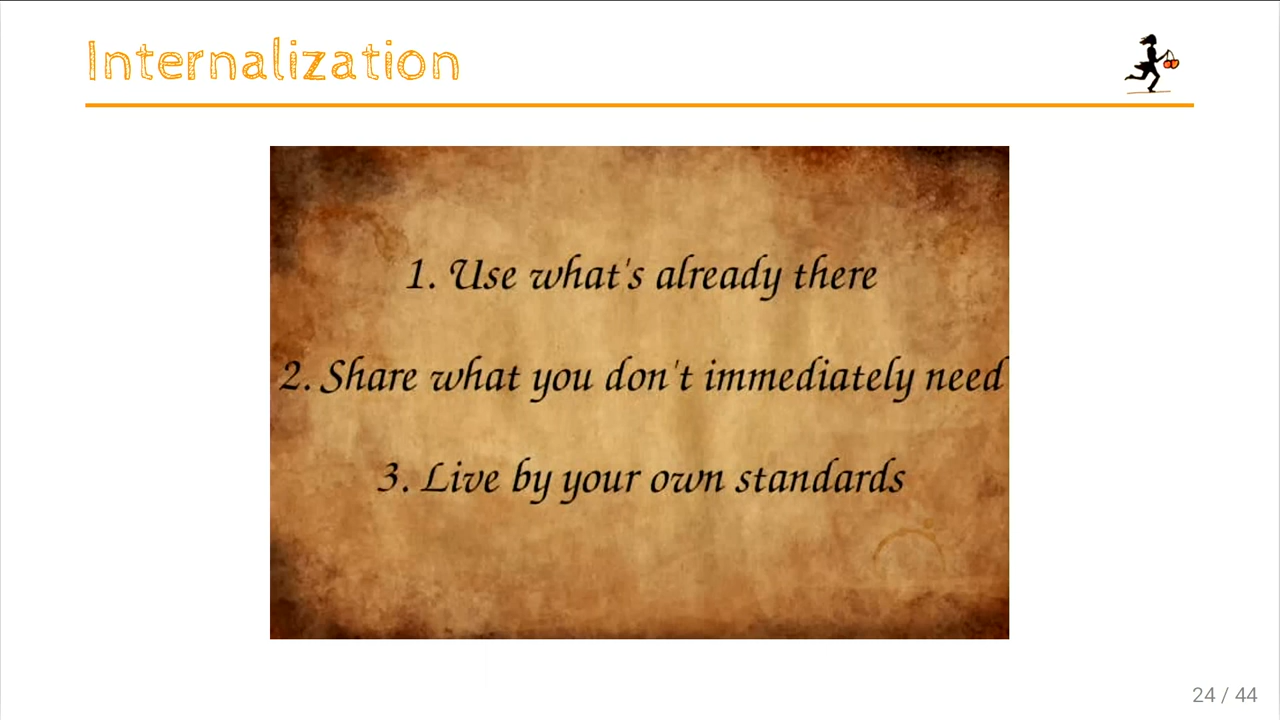 Internalization
1. Use what's already there
2. Share what you don't immediately need
3. Live by your own standards
24 / 44